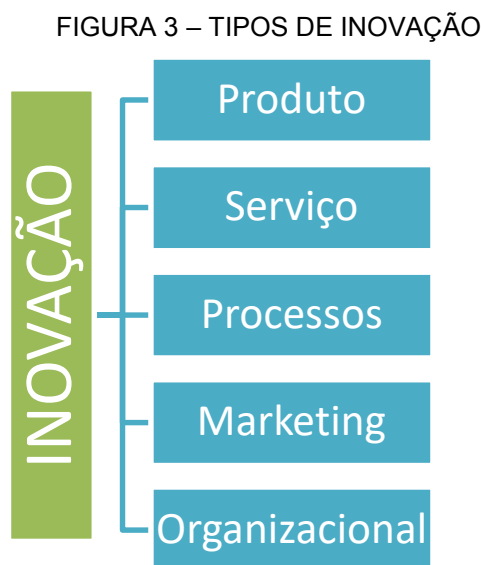 FIGURA 3 – TIPOS DE INOVAÇÃO
INOVAÇÃO
Produto
Serviço
Processos
Marketing
Organizacional